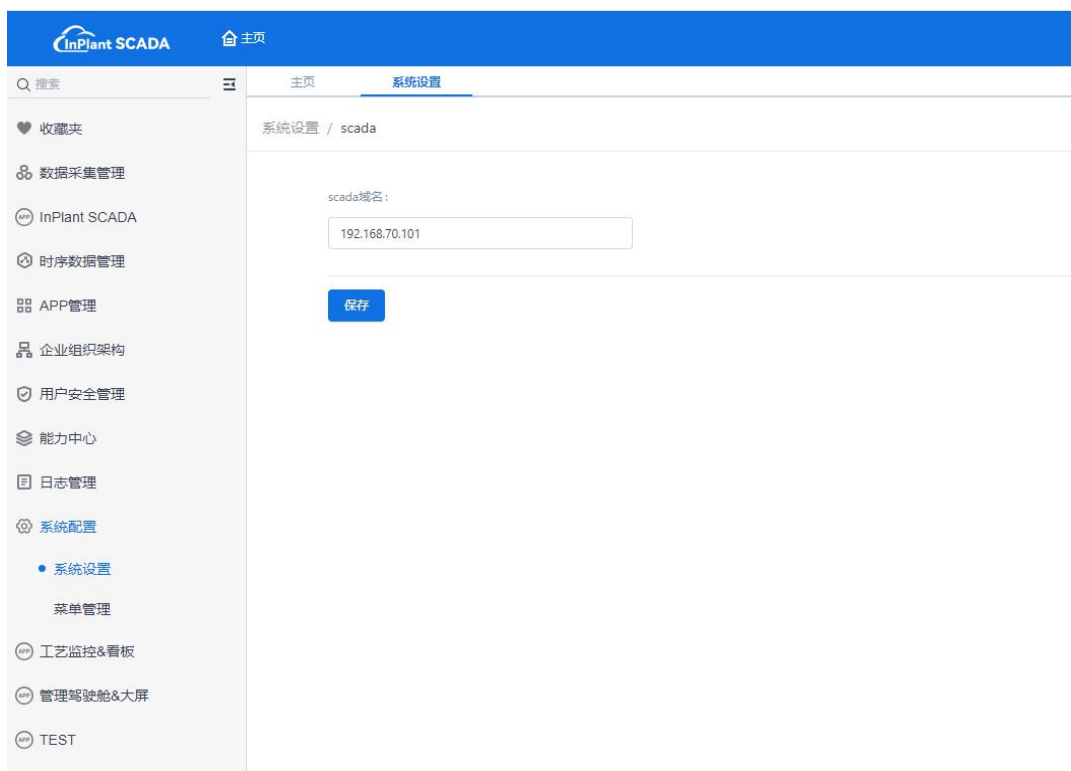 InPlant SCADA
主页
搜索
主页
系统设置
收藏夹
系统设置 / scada
数据采集管理
scada域名:
APP InPlant SCADA
192.168.70.101
时序数据管理
APP管理
保存
企业组织架构
用户安全管理
能力中心
日志管理
系统配置
系统设置
菜单管理
APP 工艺监控&看板
APP 管理驾驶舱&大屏
APP TEST